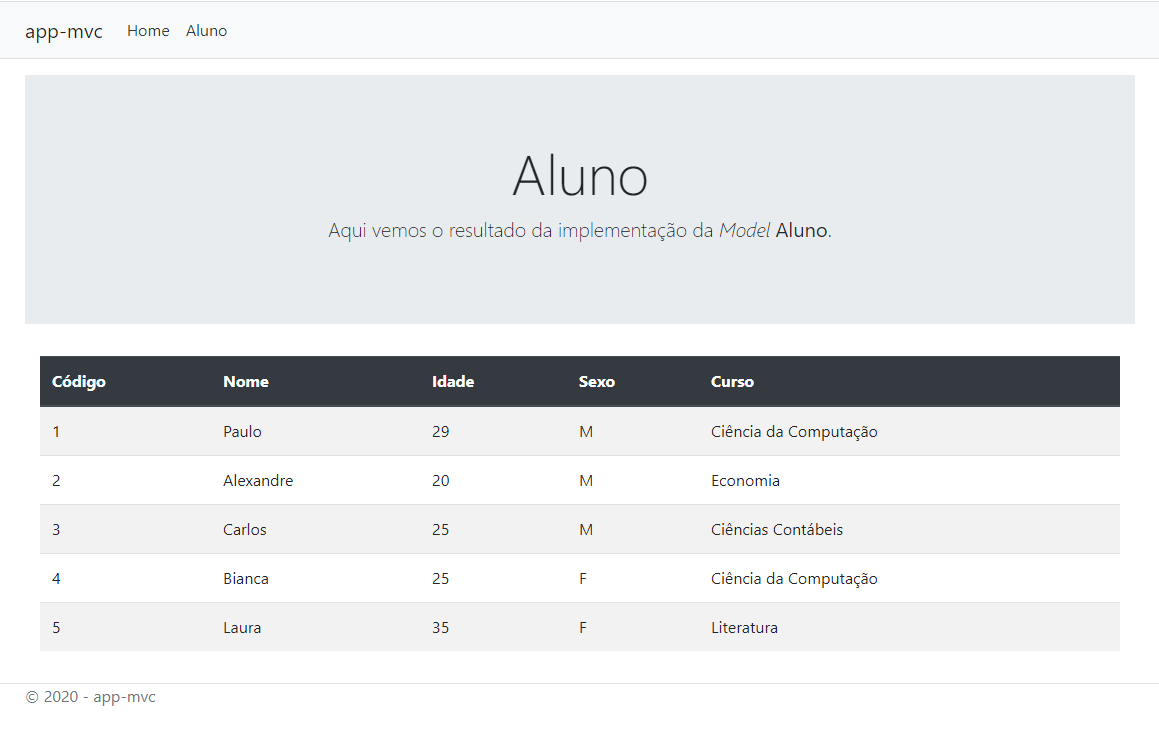 app-mvc Home Aluno
Aluno
Aqui vemos o resultado da implementação da Model Aluno.
Código Nome Idade Sexo Curso
1 Paulo 29 M Ciência da Computação
2 Alexandre 20 M Economia
3 Carlos 25 M Ciências Contábeis
4 Bianca 25 F Ciência da Computação
5 Laura 35 F Literatura
© 2020 - app-mvc